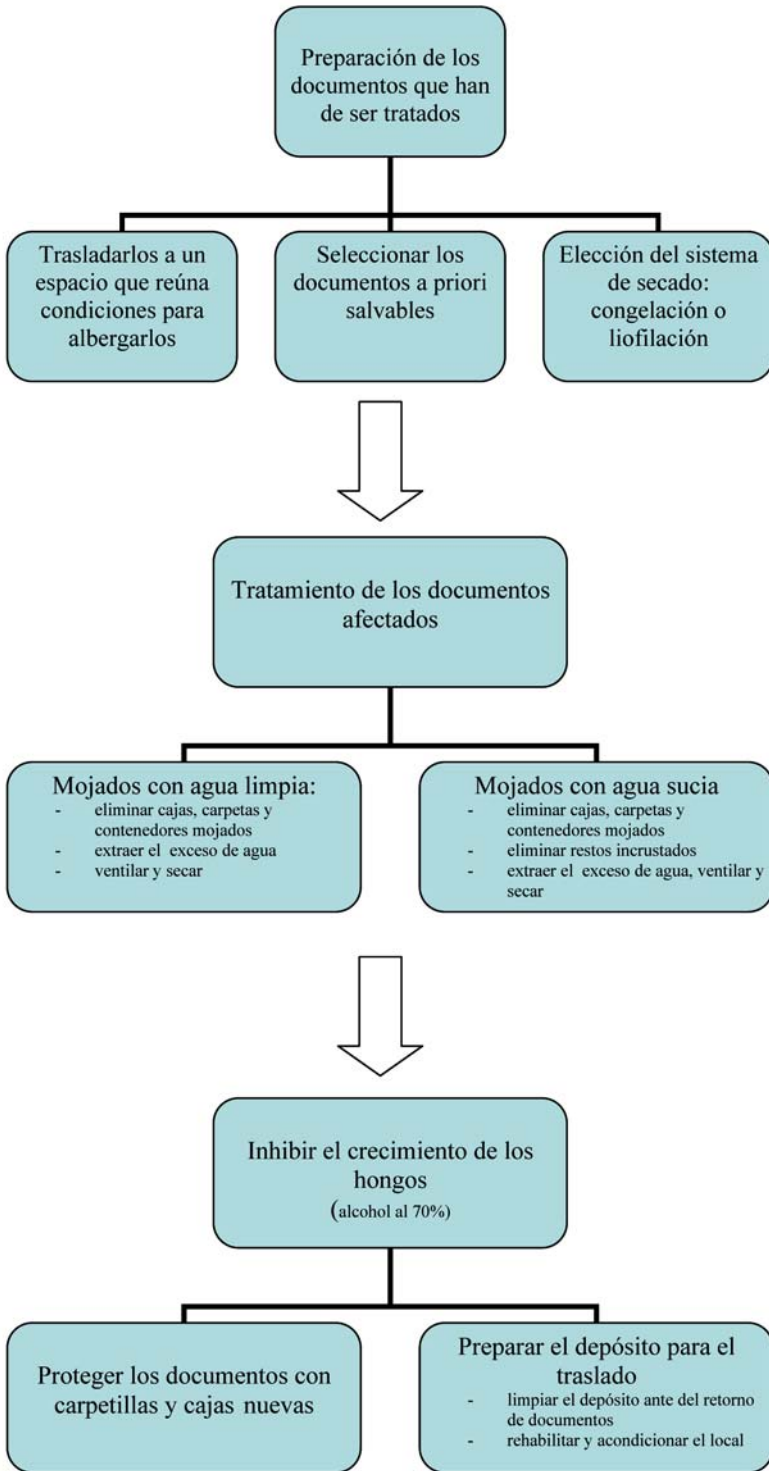 Preparación de los
documentos que han
de ser tratados
Trasladarlos a un
espacio que reúna
condiciones para
albergarlos
Seleccionar los
documentos a priori
salvables
Elección del sistema
de secado:
congelación o
liofilación
Tratamiento de los documentos
afectados
Mojados con agua limpia:
- eliminar cajas, carpetas y
contenedores mojados
- extraer el exceso de agua
- ventilar y secar
Mojados con agua sucia
- eliminar cajas, carpetas y
contenedores mojados
- eliminar restos incrustados
- extraer el exceso de agua, ventilar y
secar
Inhibir el crecimiento de los
hongos
(alcohol al 70%)
Proteger los documentos con
carpetillas y cajas nuevas
Preparar el depósito para el
traslado
- limpiar el depósito ante del retorno
de documentos
- rehabilitar y acondicionar el local